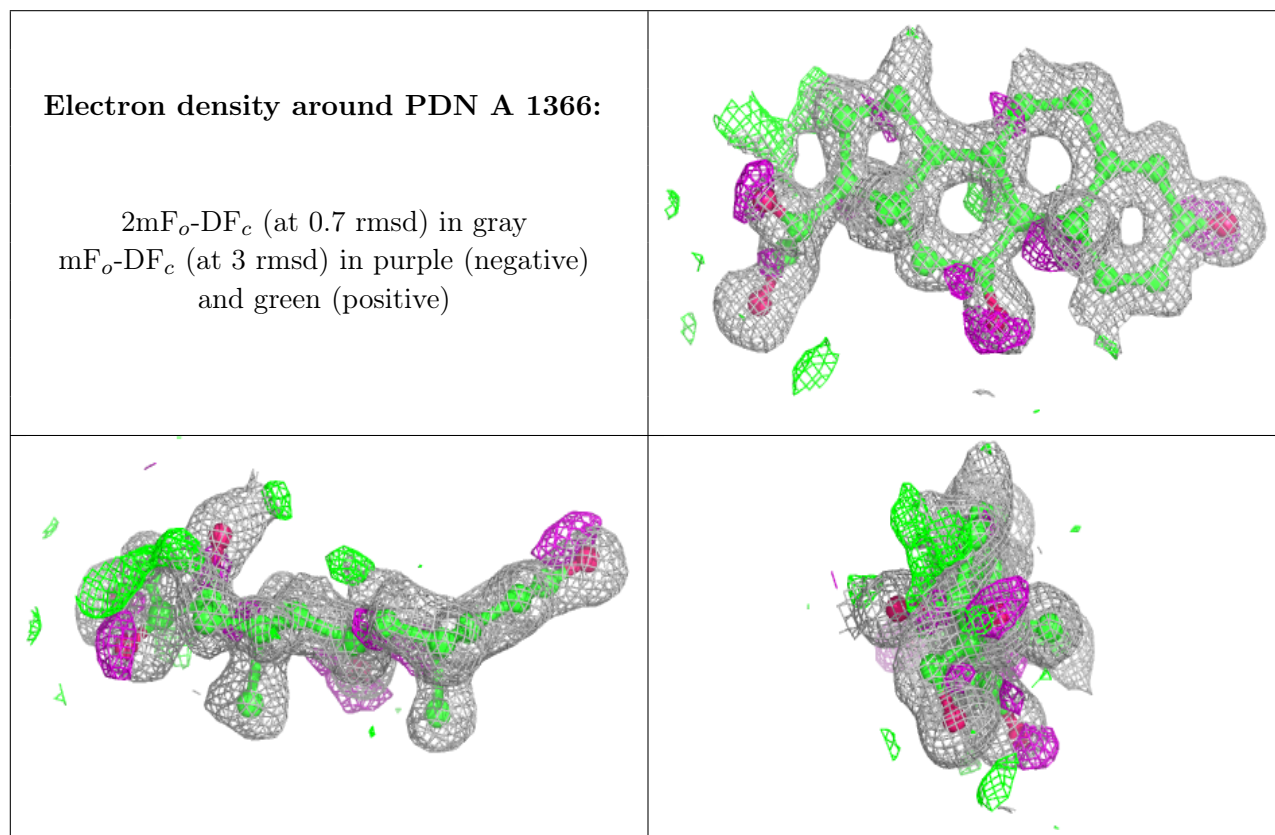 Electron density around PDN A 1366:
2mFo-DFc (at 0.7 rmsd) in gray
mFo-DFc (at 3 rmsd) in purple (negative)
and green (positive)